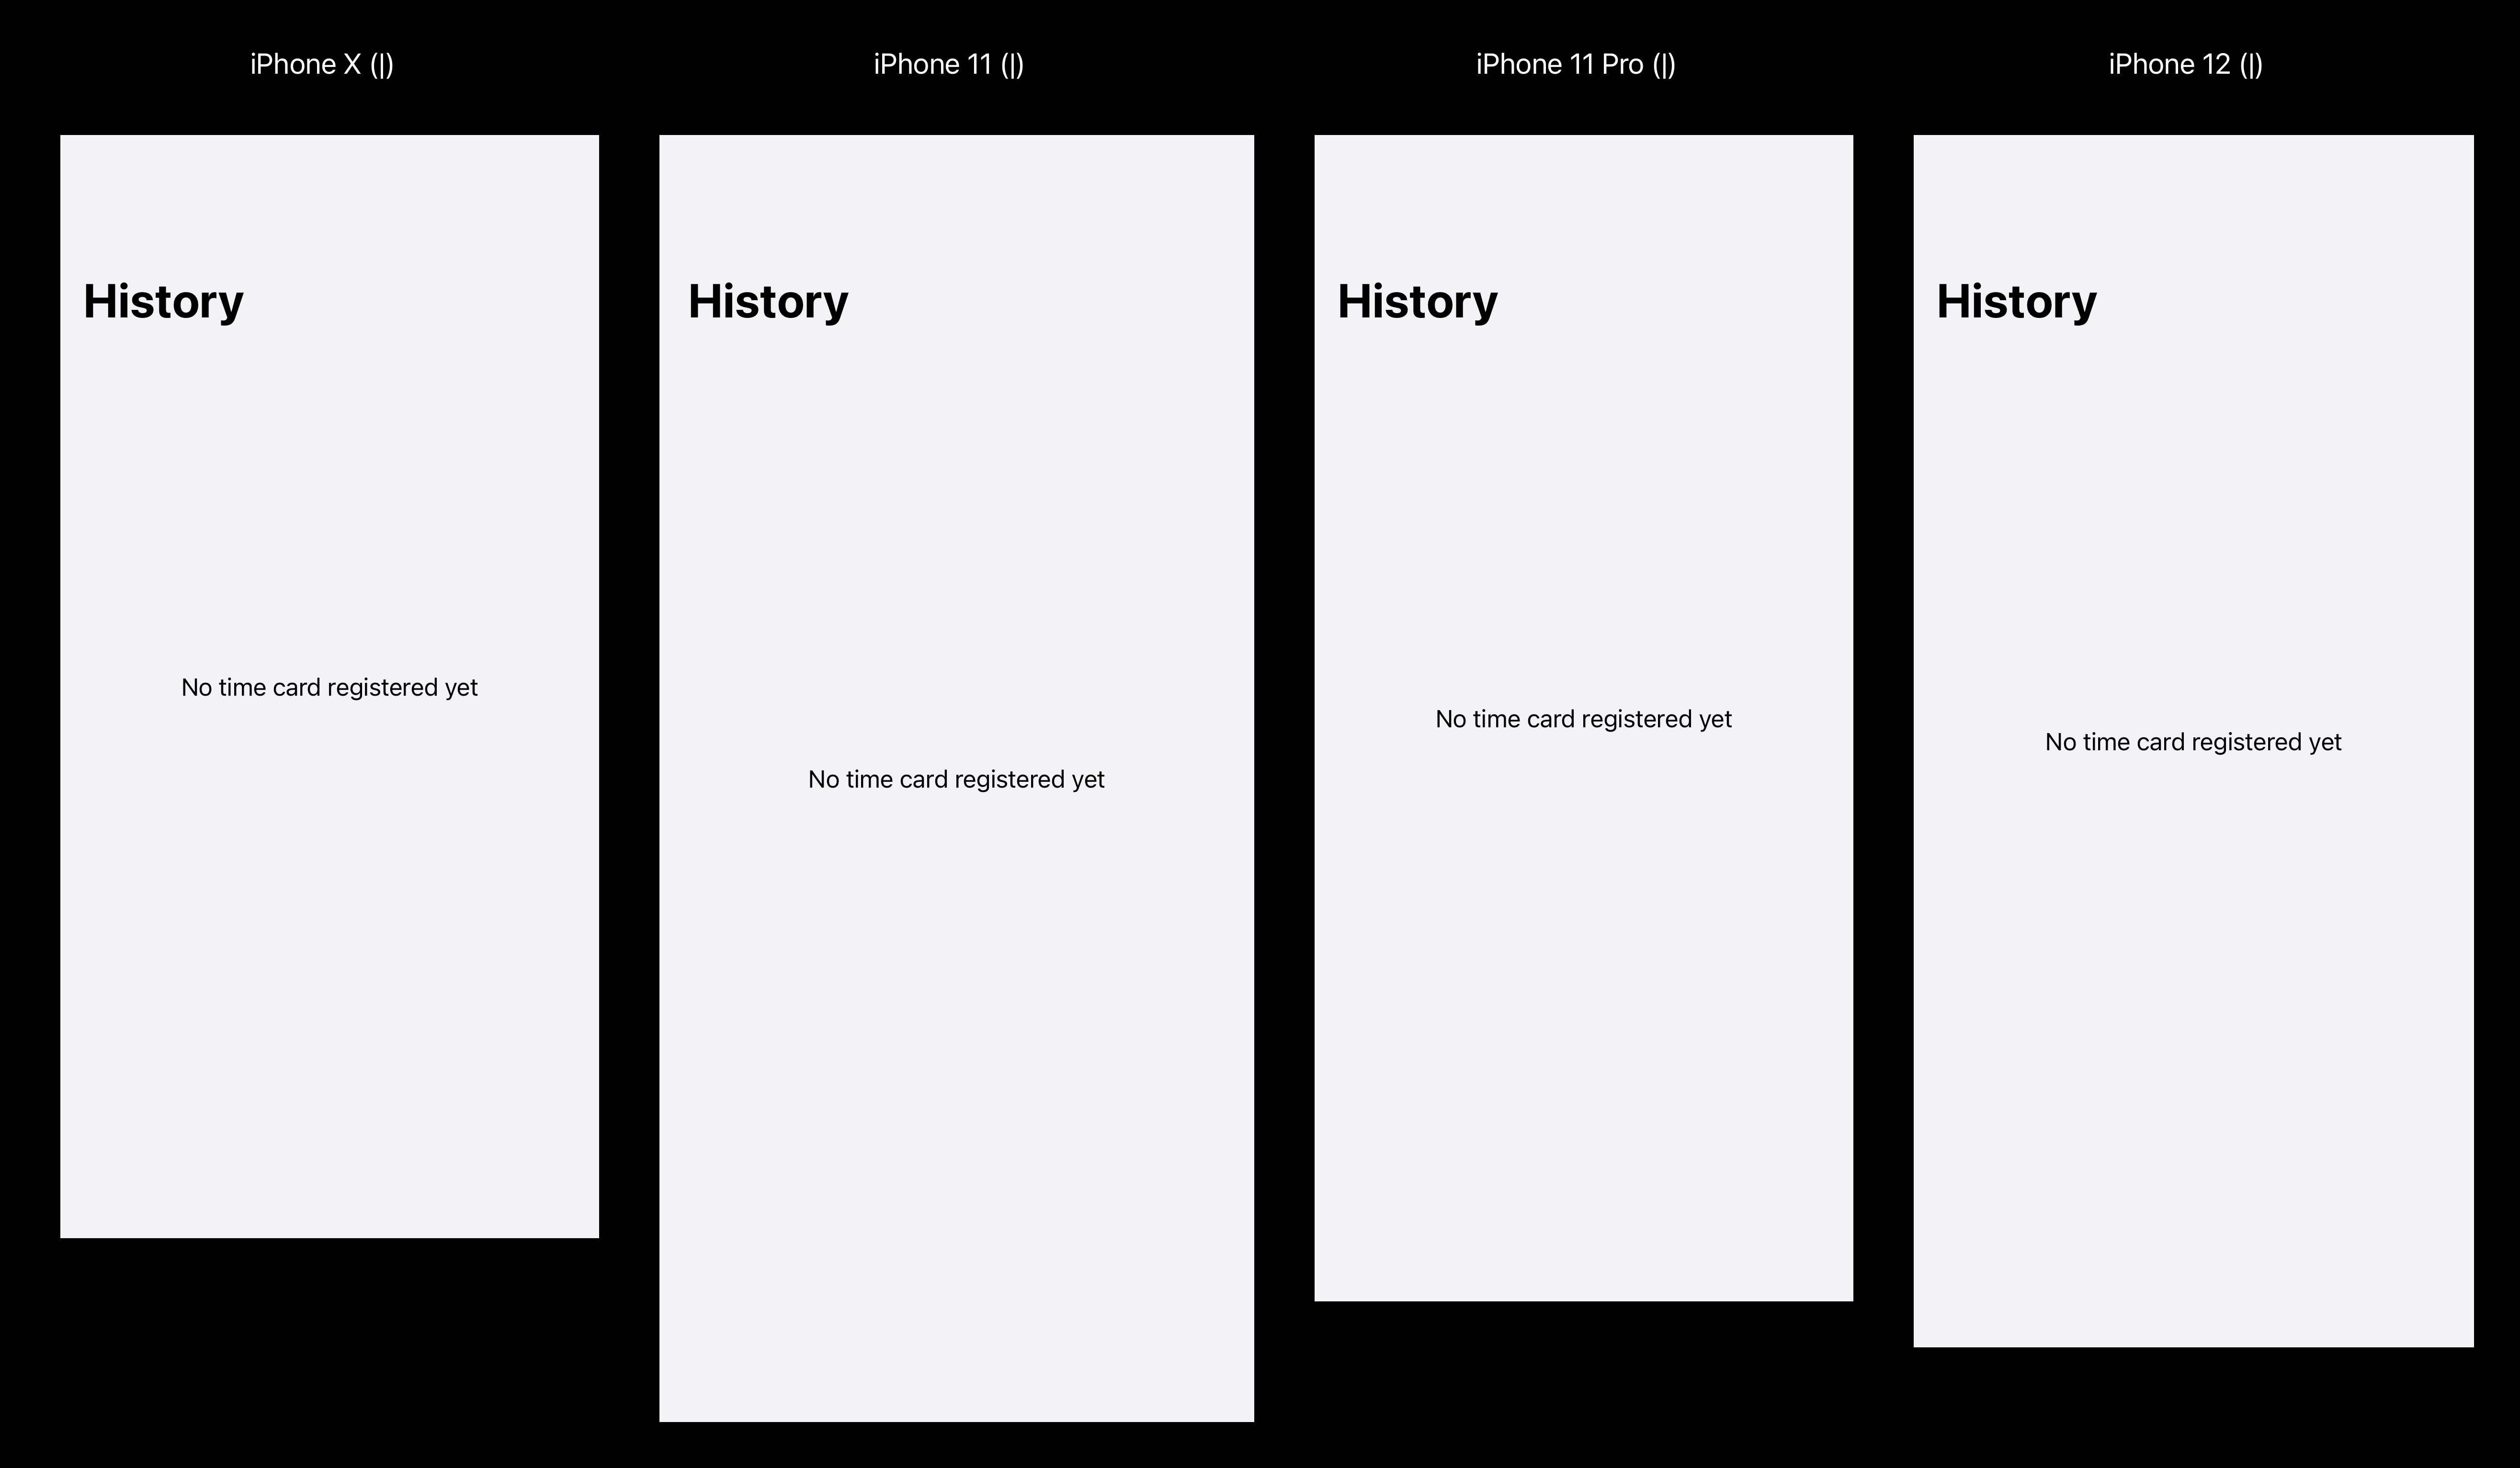 iPhone X (|)
History
No time card registered yet
iPhone 11 (|)
History
No time card registered yet
iPhone 11 Pro (|)
History
No time card registered yet
iPhone 12 (|)
History
No time card registered yet